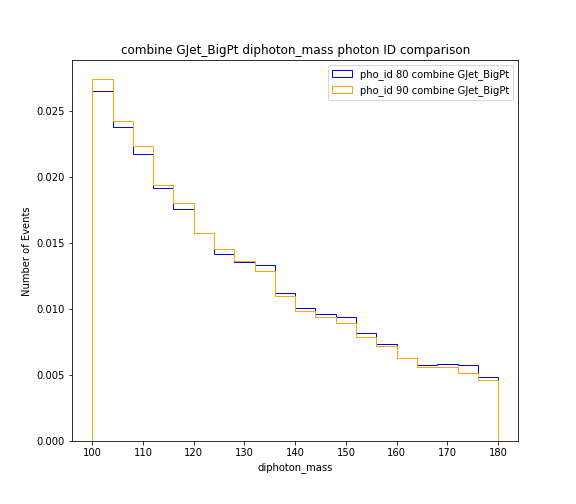 combine GJet_BigPt diphoton_mass photon ID comparison
pho_id 80 combine GJet_BigPt
pho_id 90 combine GJet_BigPt
Number of Events
0.025
0.020
0.015
0.010
0.005
0.000
100 110 120 130 140 150 160 170 180
diphoton_mass